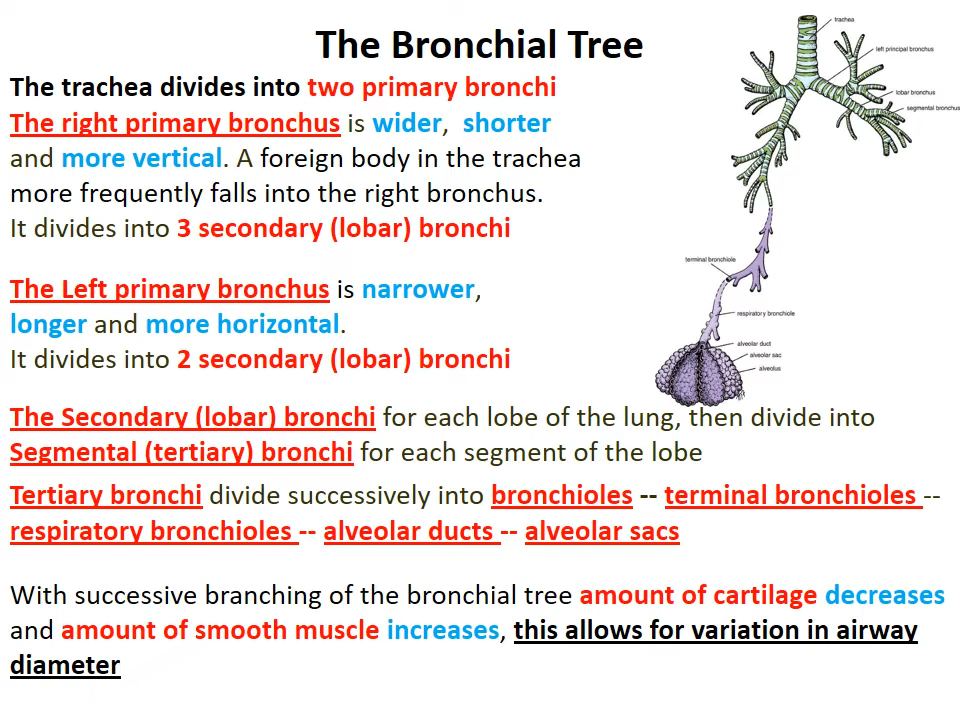 The Bronchial Tree
The trachea divides into two primary bronchi
The right primary bronchus is wider, shorter
and more vertical. A foreign body in the trachea
more frequently falls into the right bronchus.
It divides into 3 secondary (lobar) bronchi
The Left primary bronchus is narrower,
longer and more horizontal.
It divides into 2 secondary (lobar) bronchi
The Secondary (lobar) bronchi for each lobe of the lung, then divide into
Segmental (tertiary) bronchi for each segment of the lobe
Tertiary bronchi divide successively into bronchioles -- terminal bronchioles --
respiratory bronchioles -- alveolar ducts -- alveolar sacs
With successive branching of the bronchial tree amount of cartilage decreases
and amount of smooth muscle increases, this allows for variation in airway
diameter
trachea
left principal bronchus
lobar bronchus
segmental bronchus
terminal bronchiole
respiratory bronchiole
alveolar duct
alveolar sac
alveolus